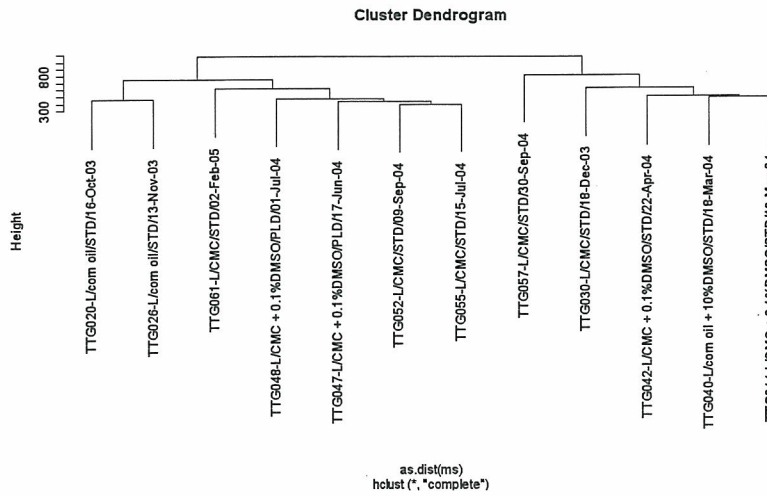 Cluster Dendrogram
Height
800
300
TTG020-L/corn oil/STD/16-Oct-03
TTG026-L/corn oil/STD/13-Nov-03
TTG061-L/CMC/STD/02-Feb-05
TTG048-L/CMC + 0.1%DMSO/PLD/01-Jul-04
TTG047-L/CMC + 0.1%DMSO/PLD/17-Jun-04
TTG052-L/CMC/STD/09-Sep-04
TTG055-L/CMC/STD/15-Jul-04
TTG057-L/CMC/STD/30-Sep-04
TTG030-L/CMC/STD/18-Dec-03
TTG042-L/CMC + 0.1%DMSO/STD/22-Apr-04
TTG040-L/corn oil + 10%DMSO/STD/18-Mar-04
as.dist(ms)
hclust (*, "complete")